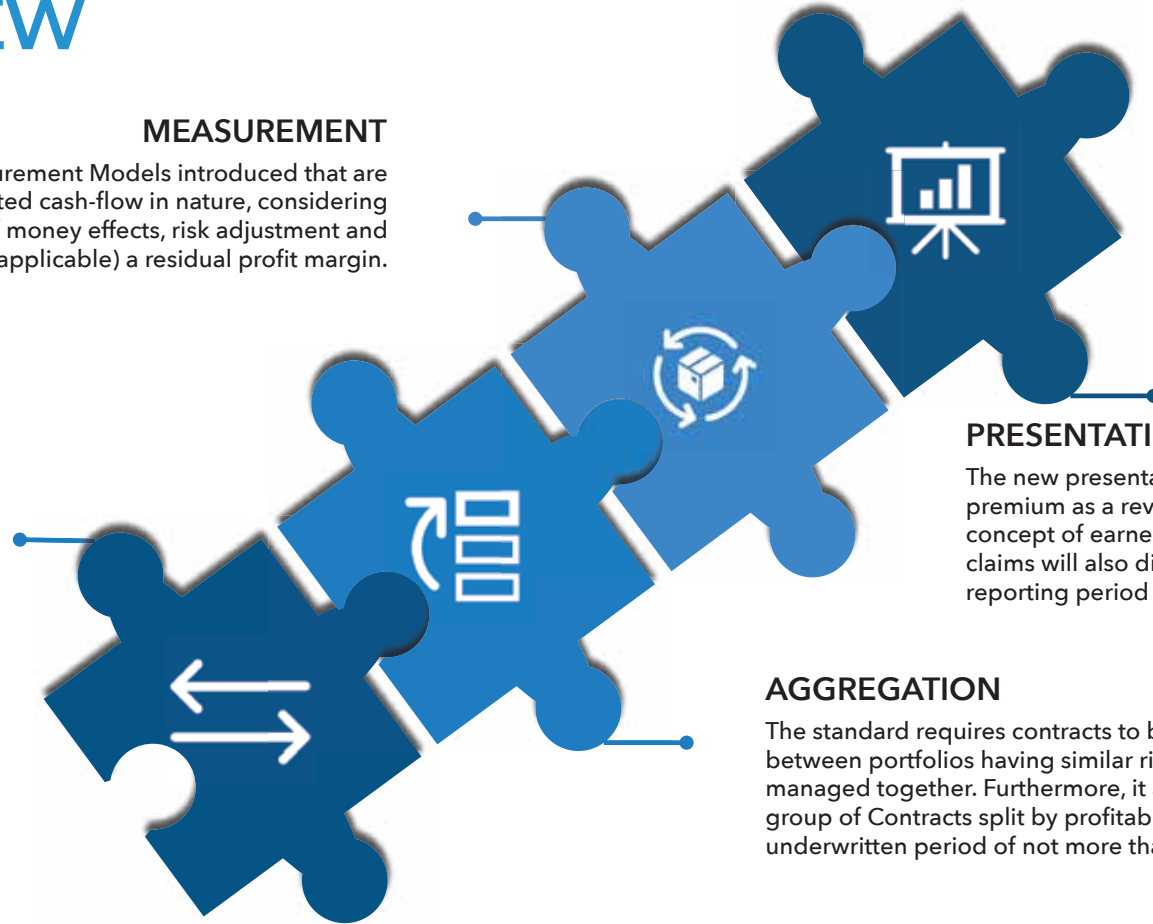 MEASUREMENT
urement Models introduced that are
ted cash-flow in nature, considering
money effects, risk adjustment and
applicable) a residual profit margin.
PRESENTATI
The new presenta
premium as a rev
concept of earne
claims will also di
reporting period
AGGREGATION
The standard requires contracts to b
between portfolios having similar ri
managed together. Furthermore, it
group of Contracts split by profitab
underwritten period of not more tha